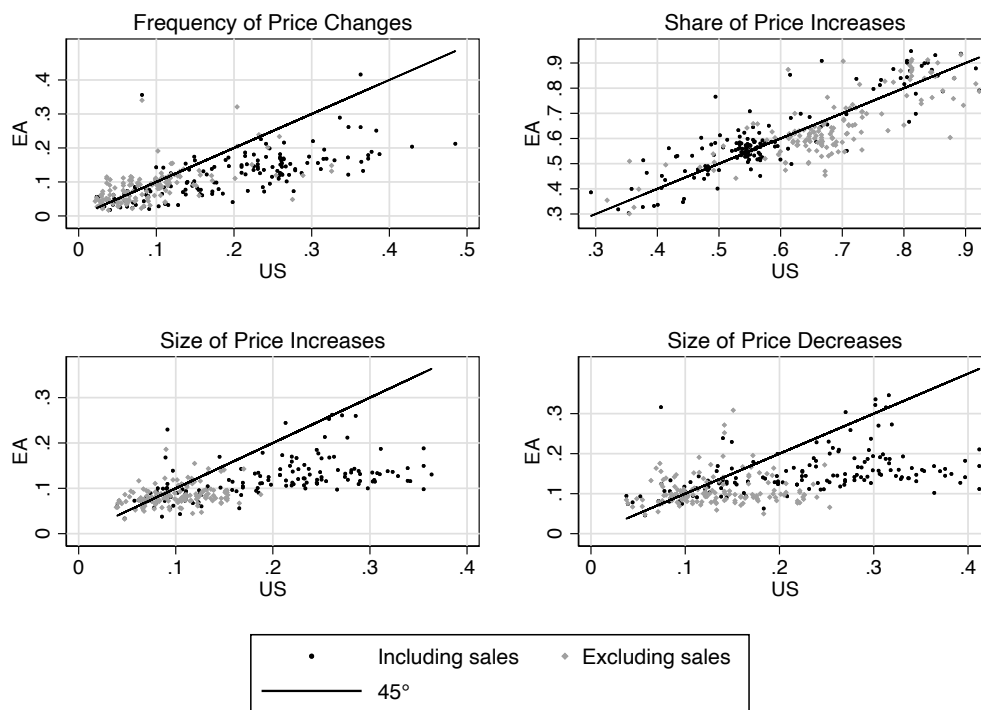 Frequency of Price Changes
Share of Price Increases
EA
0 .1 .2 .3 .4
0 .1 .2 .3 .4 .5
US
EA
.3 .4 .5 .6 .7 .8 .9
.3 .4 .5 .6 .7 .8 .9
US
Size of Price Increases
Size of Price Decreases
EA
0 .1 .2 .3
0 .1 .2 .3 .4
US
EA
0 .1 .2 .3
0 .1 .2 .3 .4
US
Including sales
Excluding sales
45°